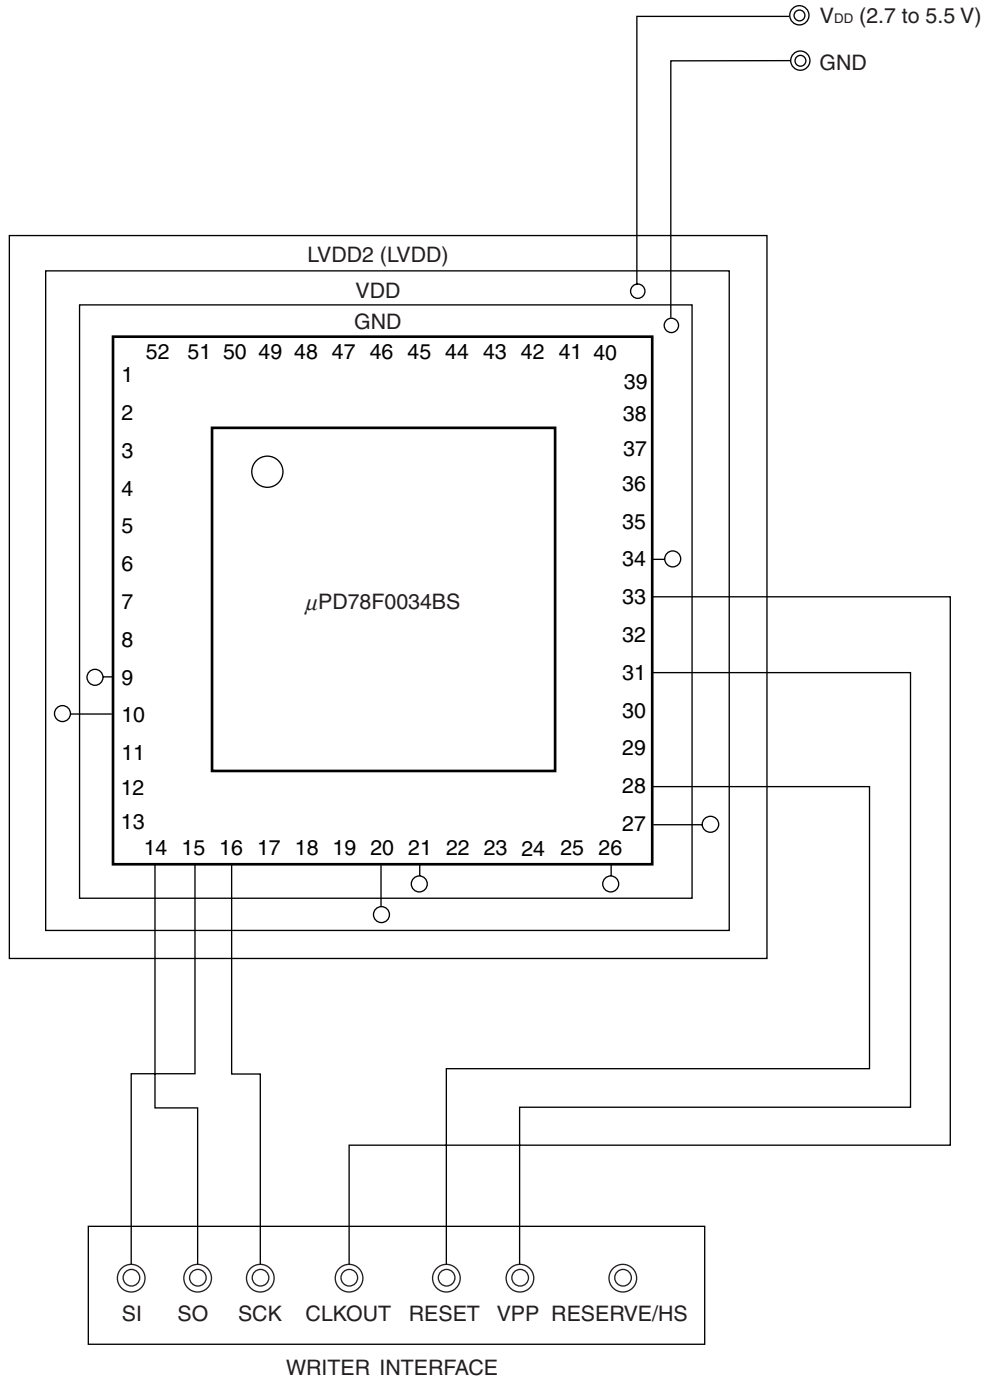 VDD (2.7 to 5.5 V)
GND
LVDD2 (LVDD)
VDD
GND
52 51 50 49 48 47 46 45 44 43 42 41 40
1
39
2
38
3
37
4
36
5
35
6
34
7
μPD78F0034BS
33
8
32
9
31
10
30
11
29
12
28
13
27
14 15 16 17 18 19 20 21 22 23 24 25 26
SI SO SCK CLKOUT RESET VPP RESERVE/HS
WRITER INTERFACE